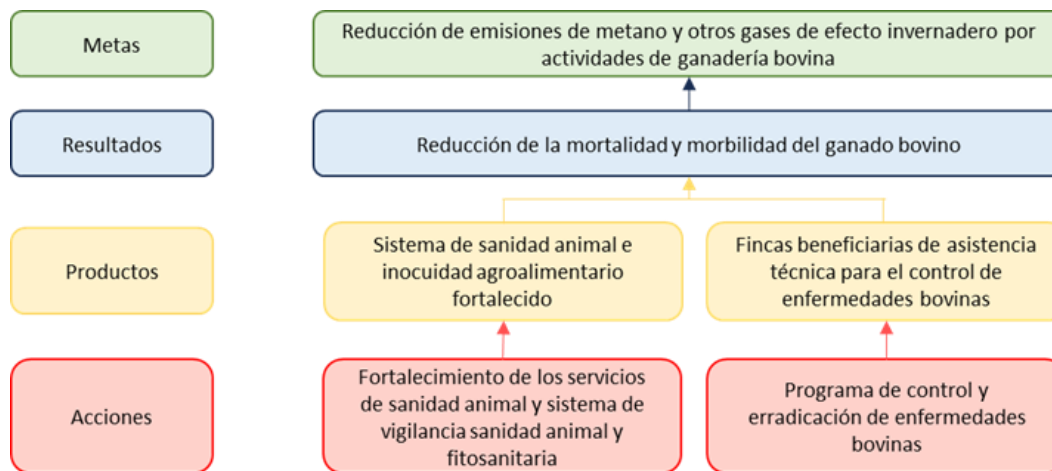 Metas
Reducción de emisiones de metano y otros gases de efecto invernadero por
actividades de ganadería bovina
Resultados
Reducción de la mortalidad y morbilidad del ganado bovino
Productos
Sistema de sanidad animal e
inocuidad agroalimentario
fortalecido
Fincas beneficiarias de asistencia
técnica para el control de
enfermedades bovinas
Acciones
Fortalecimiento de los servicios
de sanidad animal y sistema de
vigilancia sanidad animal y
fitosanitaria
Programa de control y
erradicación de enfermedades
bovinas